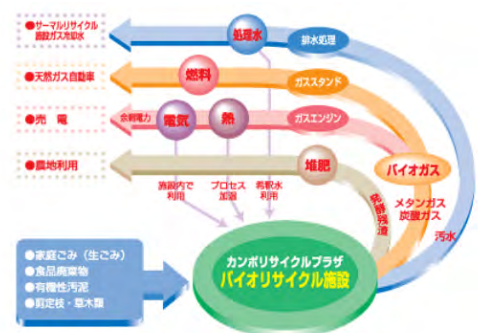 ●サーマルリサイクル
施設ガス冷却水
処理水
排水処理
●天然ガス自動車
燃料
ガススタンド
●売　電
余剰電力
電気
熱
ガスエンジン
●農地利用
堆肥
バイオガス
メタンガス
炭酸ガス
汚水
発酵残渣
施設内で
利用
プロセス
加温
希釈水
利用
●家庭ごみ（生ごみ）
●食品廃棄物
●有機性汚泥
●剪定枝・草木類
カンポリサイクルプラザ
バイオリサイクル施設